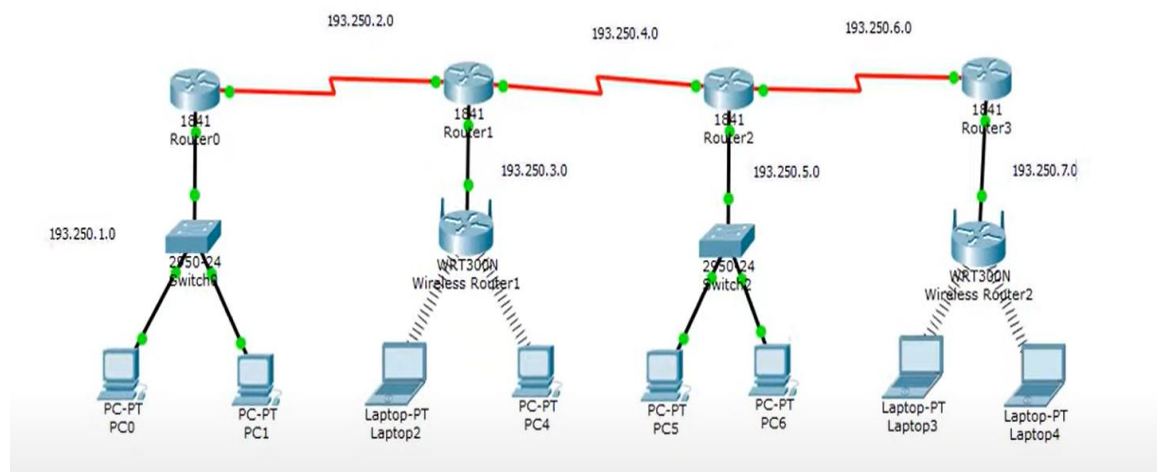 193.250.2.0
193.250.4.0
193.250.6.0
1841
Router0
1841
Router1
1841
Router2
1841
Router3
193.250.3.0
193.250.5.0
193.250.7.0
193.250.1.0
2950-24
Switch0
WRT300N
Wireless Router1
2950-24
Switch2
WRT300N
Wireless Router2
PC-PT
PC0
PC-PT
PC1
Laptop-PT
Laptop2
PC-PT
PC4
PC-PT
PC5
PC-PT
PC6
Laptop-PT
Laptop3
Laptop-PT
Laptop4